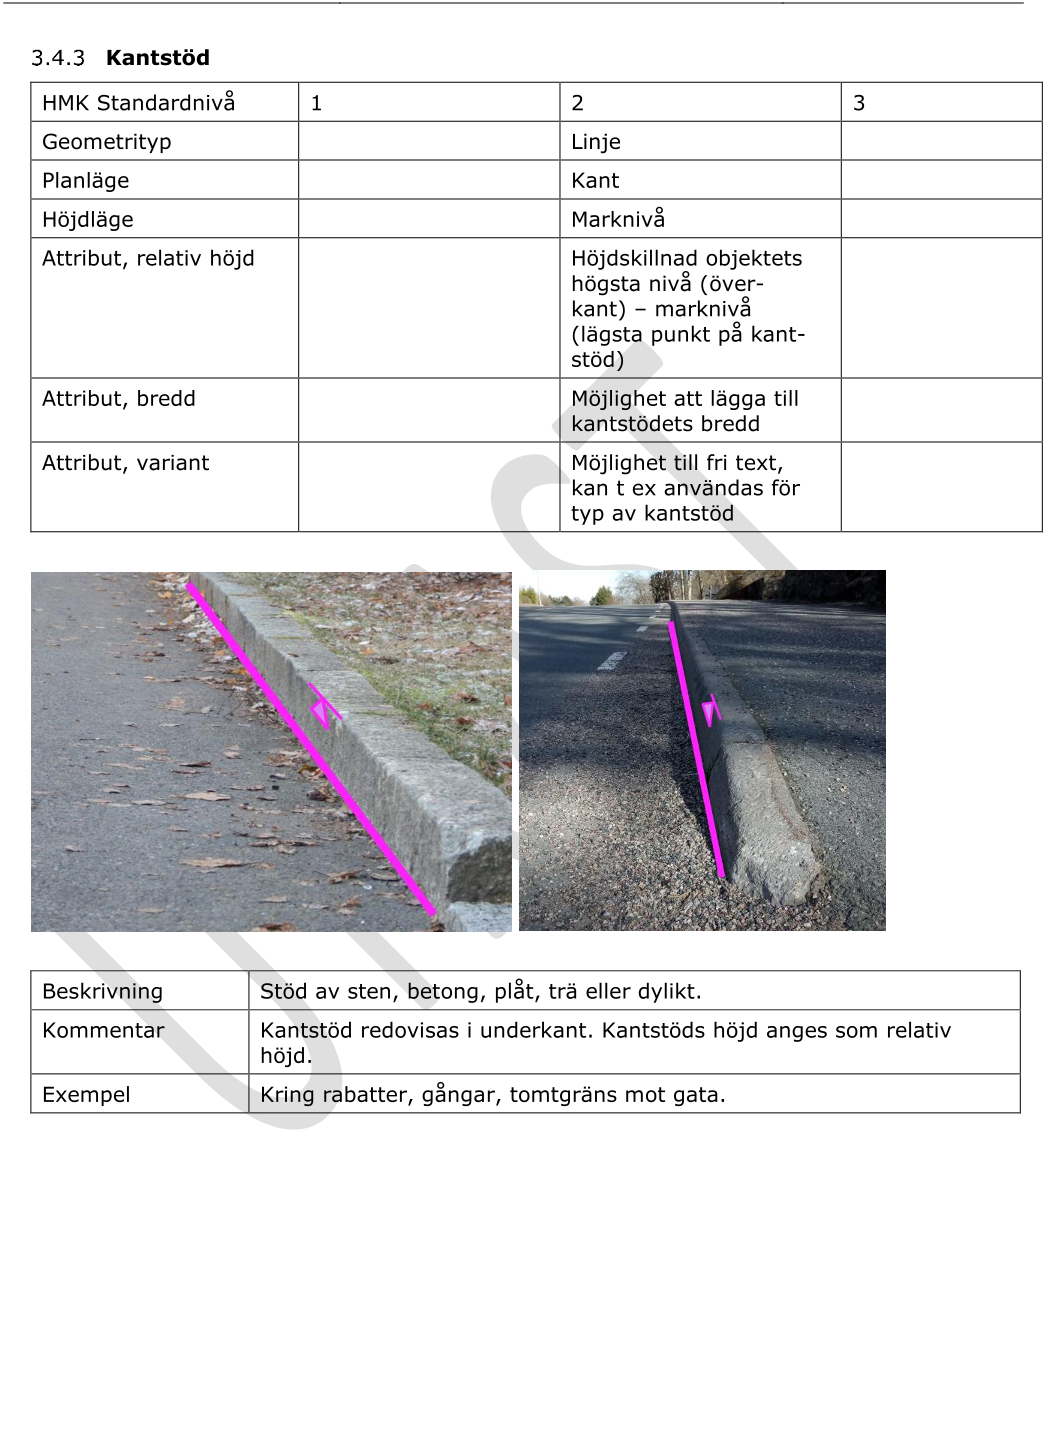 3.4.3 Kantstöd
HMK Standardnivå 1 2 3
Geometrityp Linje
Planläge Kant
Höjdläge Marknivå
Attribut, relativ höjd Höjdskillnad objektets
högsta nivå (över-
kant) – marknivå
(lägsta punkt på kant-
stöd)
Attribut, bredd Möjlighet att lägga till
kantstödets bredd
Attribut, variant Möjlighet till fri text,
kan t ex användas för
typ av kantstöd
Beskrivning Stöd av sten, betong, plåt, trä eller dylikt.
Kommentar Kantstöd redovisas i underkant. Kantstöds höjd anges som relativ
höjd.
Exempel Kring rabatter, gångar, tomtgräns mot gata.